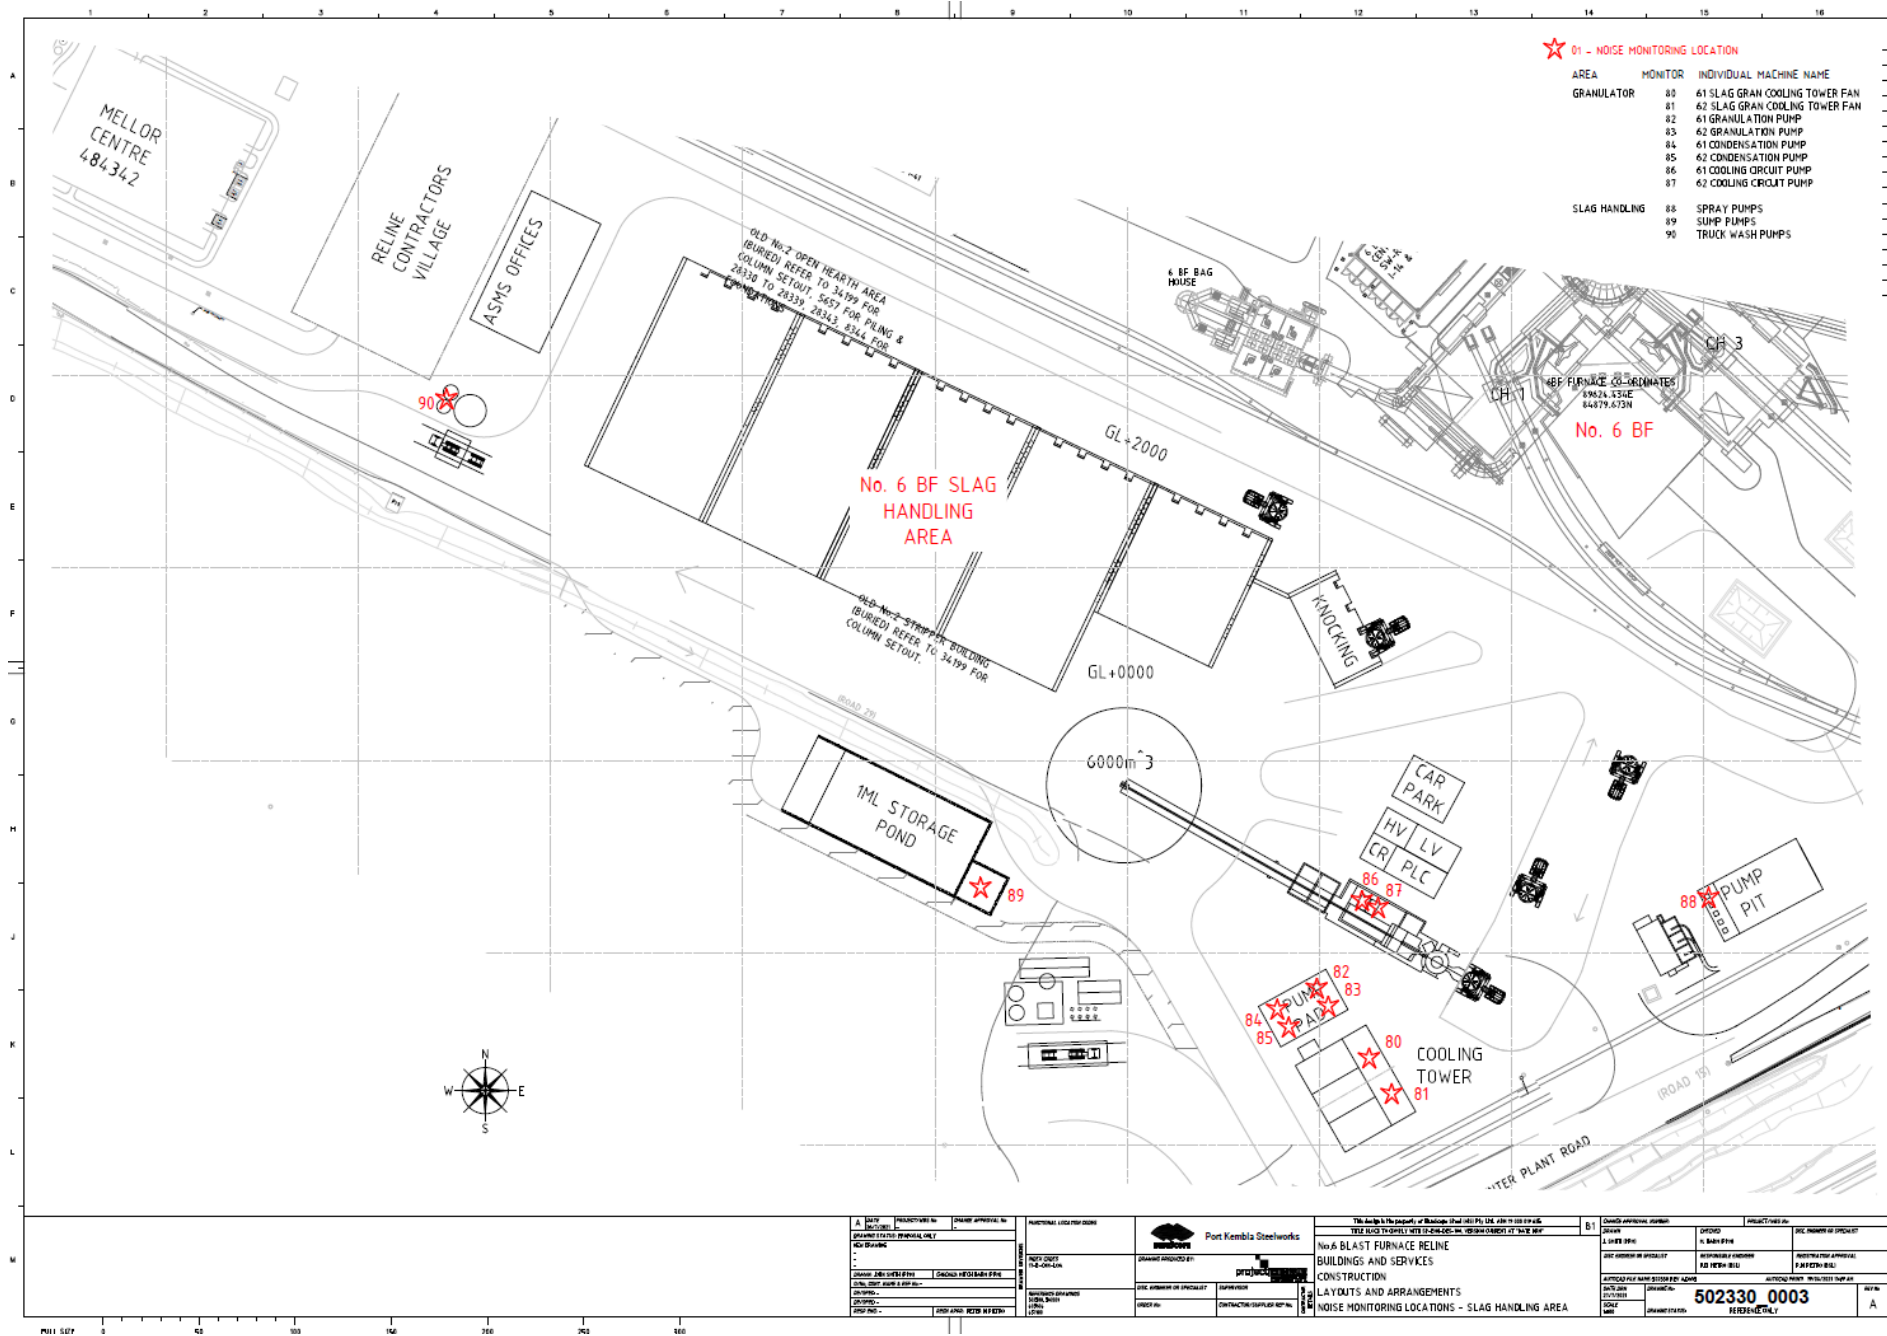 1 2 3 4 5 6 7 8 9 10 11 12 13 14 15 16
A
B
C
D
E
F
G
H
J
K
L
M
01 - NOISE MONITORING LOCATION
AREA MONITOR INDIVIDUAL MACHINE NAME
GRANULATOR 80 61 SLAG GRAN COOLING TOWER FAN
81 62 SLAG GRAN COOLING TOWER FAN
82 61 GRANULATION PUMP
83 62 GRANULATION PUMP
84 61 CONDENSATION PUMP
85 62 CONDENSATION PUMP
86 61 COOLING CIRCUIT PUMP
87 62 COOLING CIRCUIT PUMP
SLAG HANDLING 88 SPRAY PUMPS
89 SUMP PUMPS
90 TRUCK WASH PUMPS
MELLOR
CENTRE
484342
RELINE
CONTRACTORS
VILLAGE
ASMS OFFICES
OLD No.2 OPEN HEARTH AREA
(BURIED) REFER TO 34199 FOR
COLUMN SETOUT, 5657 FOR PILING &
28330 TO 28339, 28343, 8344 FOR
FOUNDATIONS
6 BF BAG
HOUSE
CH 3
CH 1
6BF FURNACE CO-ORDINATES
89624.434E
84879.673N
No. 6 BF
90
GL+2000
No. 6 BF SLAG
HANDLING
AREA
KNOCKING
OLD No.2 STRIPPER BUILDING
(BURIED) REFER TO 34199 FOR
COLUMN SETOUT.
GL+0000
(ROAD 29)
6000m^3
1ML STORAGE
POND
CAR
PARK
HV LV
CR PLC
86
87
88
PUMP
PIT
89
82
83
84
85
PUMP
PAD
80
81
COOLING
TOWER
(ROAD 15)
NTER PLANT ROAD
N
W E
S
Port Kembla Steelworks
No.6 BLAST FURNACE RELINE
BUILDINGS AND SERVICES
CONSTRUCTION
LAYOUTS AND ARRANGEMENTS
NOISE MONITORING LOCATIONS - SLAG HANDLING AREA
B1
502330_0003
REFERENCE ONLY
A
FULL SIZE 0 50 100 150 200 250 300